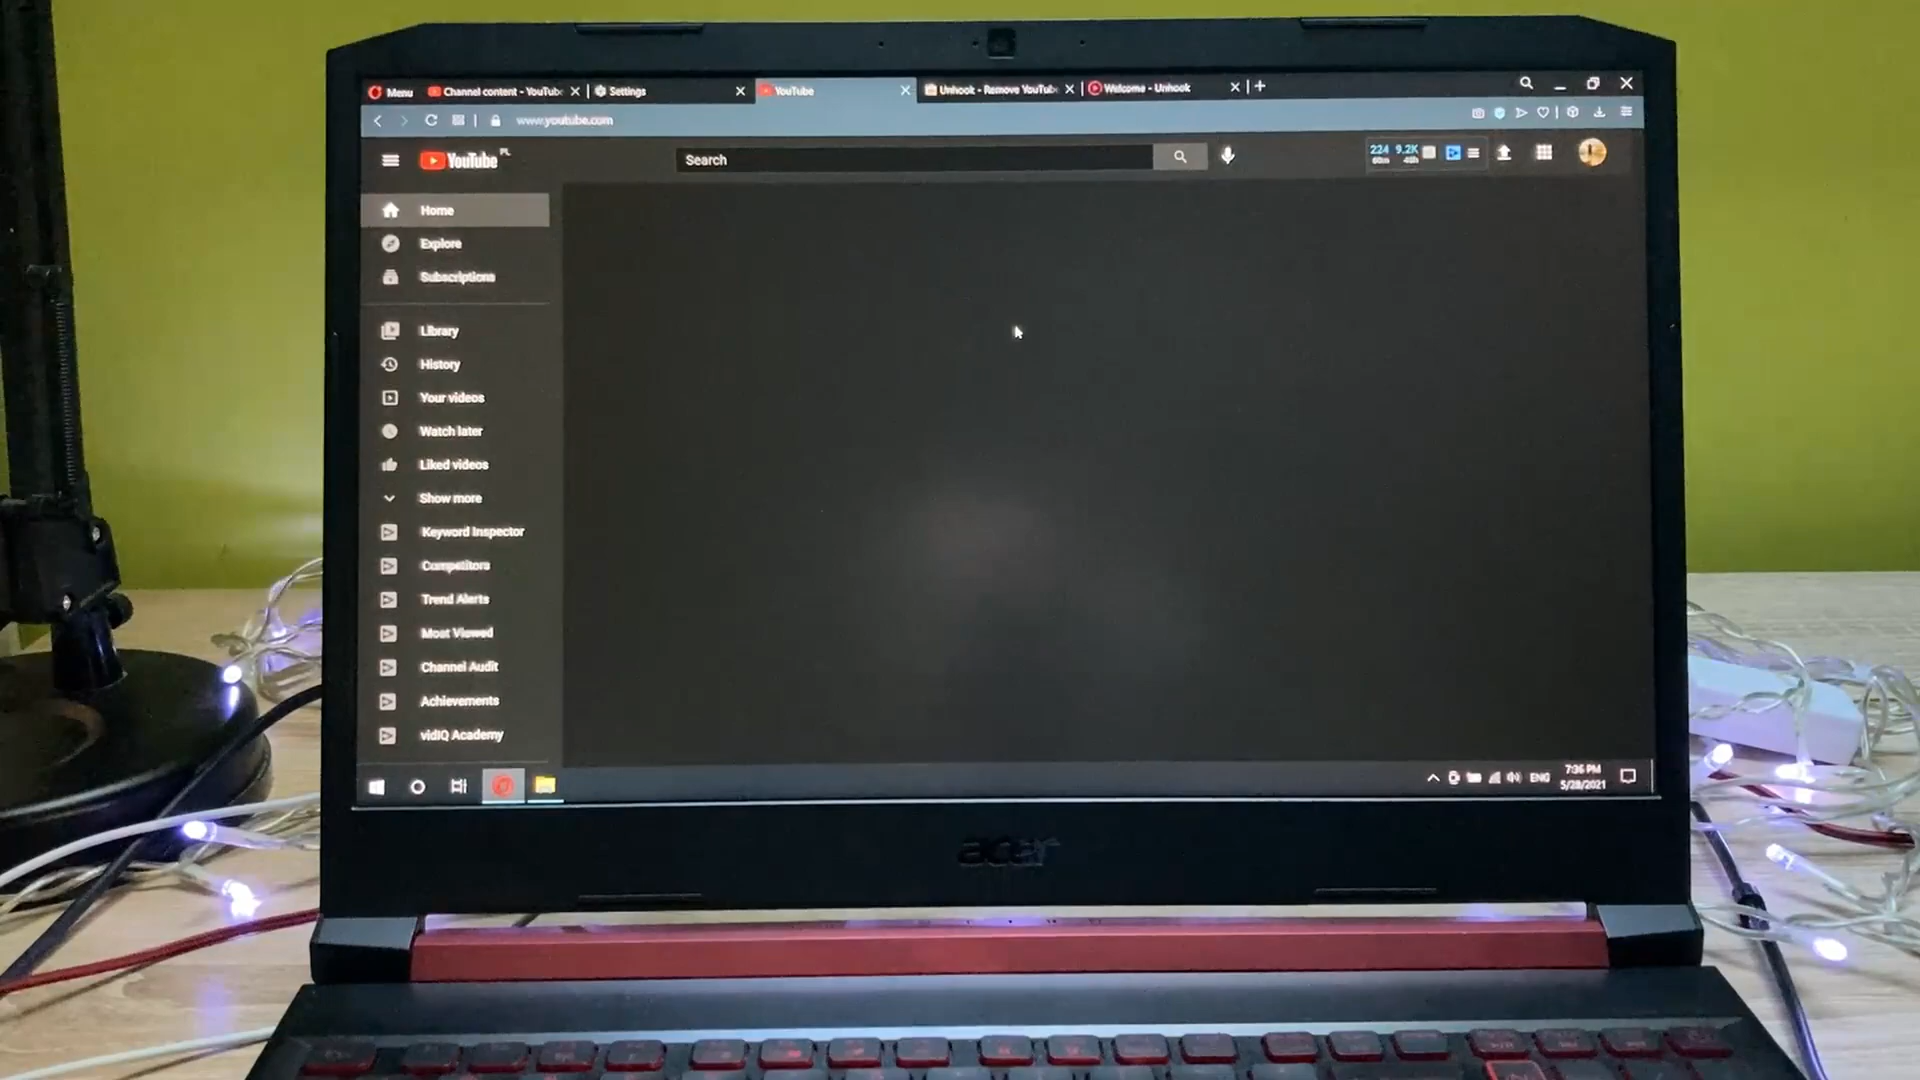 Menu
Channel content - YouTube
Settings
YouTube
Unhook - Remove YouTube
Welcome - Unhook
www.youtube.com
YouTube PL
Search
224 9.2K
60m 48h
Home
Explore
Subscriptions
Library
History
Your videos
Watch later
Liked videos
Show more
Keyword Inspector
Competitors
Trend Alerts
Most Viewed
Channel Audit
Achievements
vidIQ Academy
ENG
7:36 PM
5/28/2021
acer